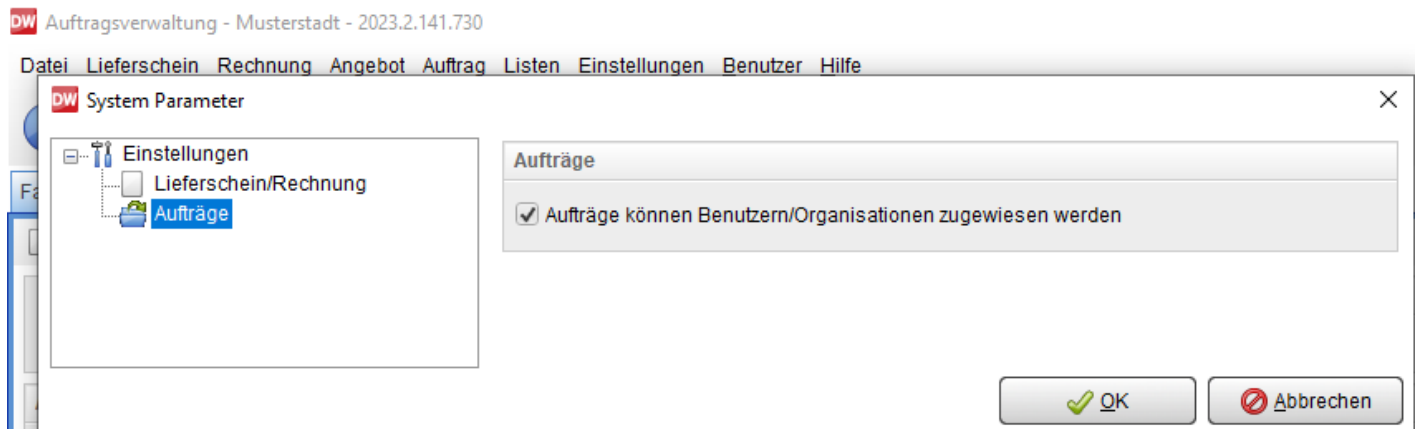 DW Auftragsverwaltung - Musterstadt - 2023.2.141.730
Datei Lieferschein Rechnung Angebot Auftrag Listen Einstellungen Benutzer Hilfe
DW System Parameter
Einstellungen
Lieferschein/Rechnung
Aufträge
Aufträge
Aufträge können Benutzern/Organisationen zugewiesen werden
OK Abbrechen